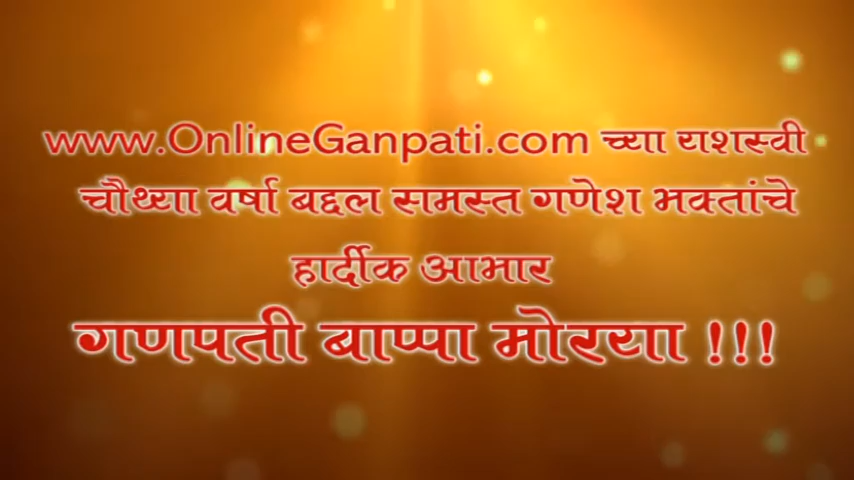 www.OnlineGanpati.com च्या यशस्वी
चौथ्या वर्षा बद्दल समस्त गणेश भक्तांचे
हार्दीक आभार
गणपती बाप्पा मोरया !!!